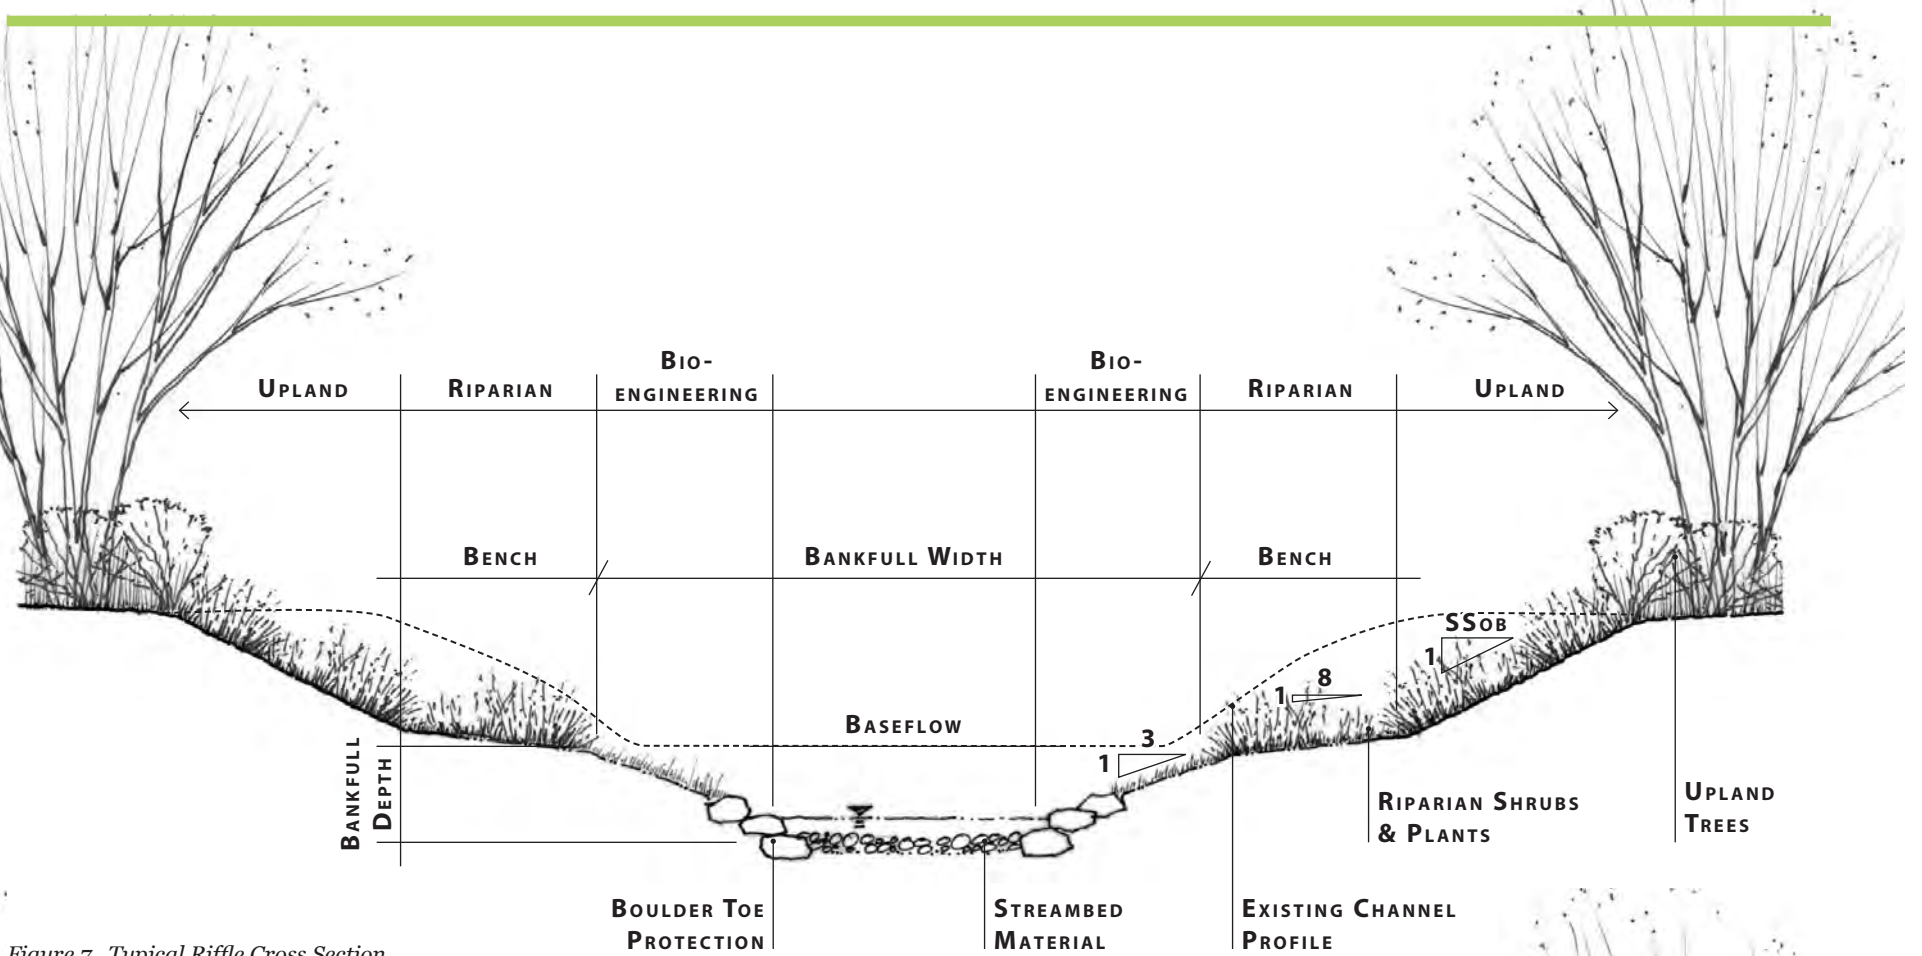 BIO-
BIO-
UPLAND
RIPARIAN
ENGINEERING
ENGINEERING
RIPARIAN
UPLAND
BENCH
BANKFULL WIDTH
BENCH
SSOB
1
8
1
BASEFLOW
3
1
BANKFULL
DEPTH
RIPARIAN SHRUBS
& PLANTS
UPLAND
TREES
BOULDER TOE
PROTECTION
STREAMBED
MATERIAL
EXISTING CHANNEL
PROFILE
Figure 7. Typical Riffle Cross Section